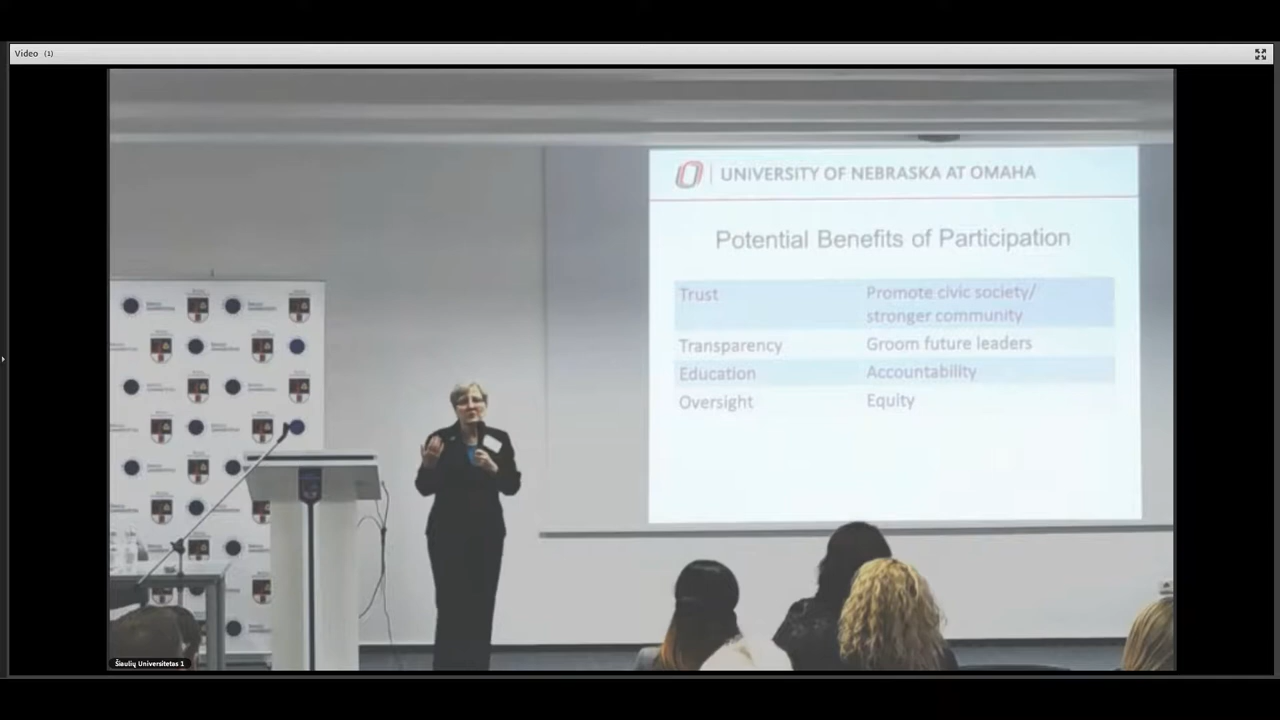 Video (1)
UNIVERSITY OF NEBRASKA AT OMAHA
Potential Benefits of Participation
Trust
Promote civic society/
stronger community
Transparency
Groom future leaders
Education
Accountability
Oversight
Equity
Šiaulių Universitetas 1